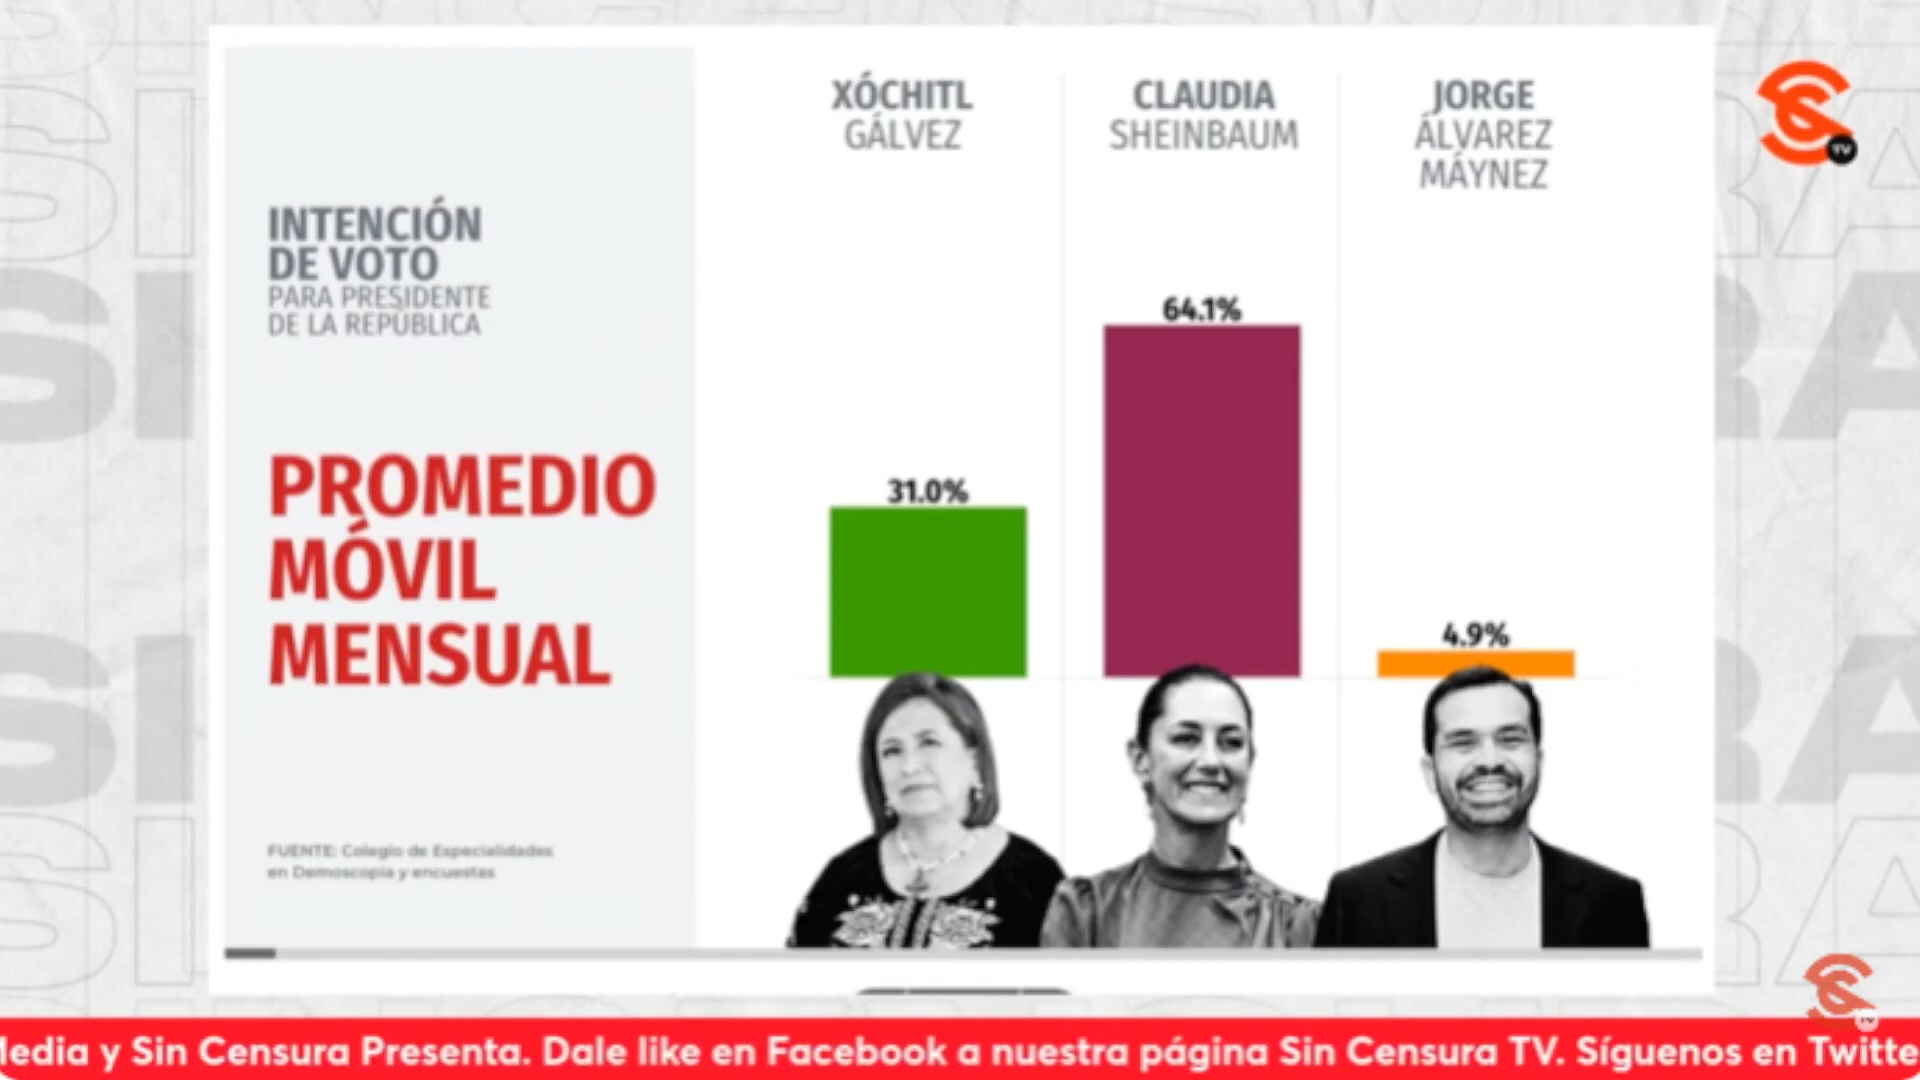 XÓCHITL
GÁLVEZ
CLAUDIA
SHEINBAUM
JORGE
ÁLVAREZ
MÁYNEZ
TV
INTENCIÓN
DE VOTO
PARA PRESIDENTE
DE LA REPÚBLICA
64.1%
31.0%
4.9%
PROMEDIO
MÓVIL
MENSUAL
FUENTE: Colegio de Especialidades
en Demoscopía y encuestas
TV
y Sin Censura Presenta. Dale like en Facebook a nuestra página Sin Censura TV. Síguenos en